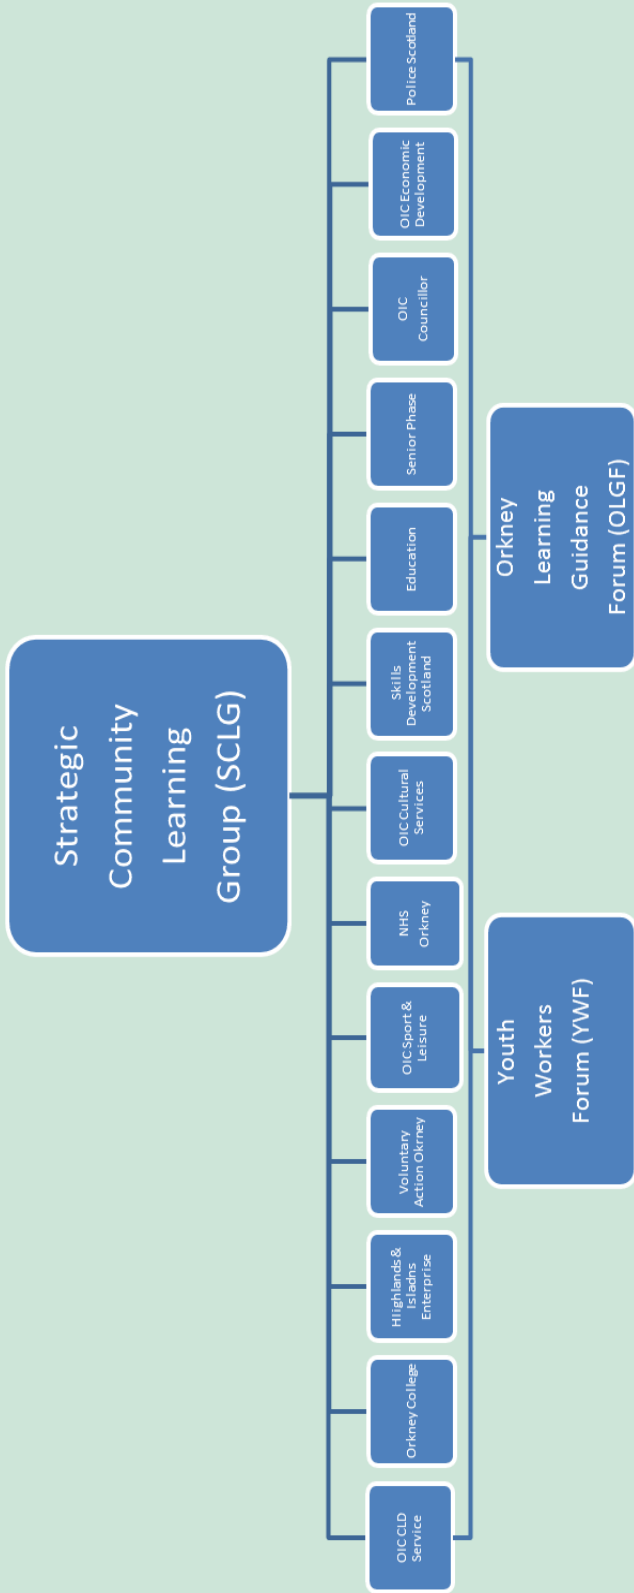 Strategic
Community
Learning
Group (SCLG)
OIC CLD
Service
Orkney College
HIighlands &
Isladns
Enterprise
Voluntary
Action Okrney
OIC Sport &
Leisure
NHS
Orkney
OIC Cultural
Services
Skills
Development
Scotland
Education
Senior Phase
OIC
Councillor
OIC Economic
Development
Police Scotland
Youth
Workers
Forum (YWF)
Orkney
Learning
Guidance
Forum (OLGF)